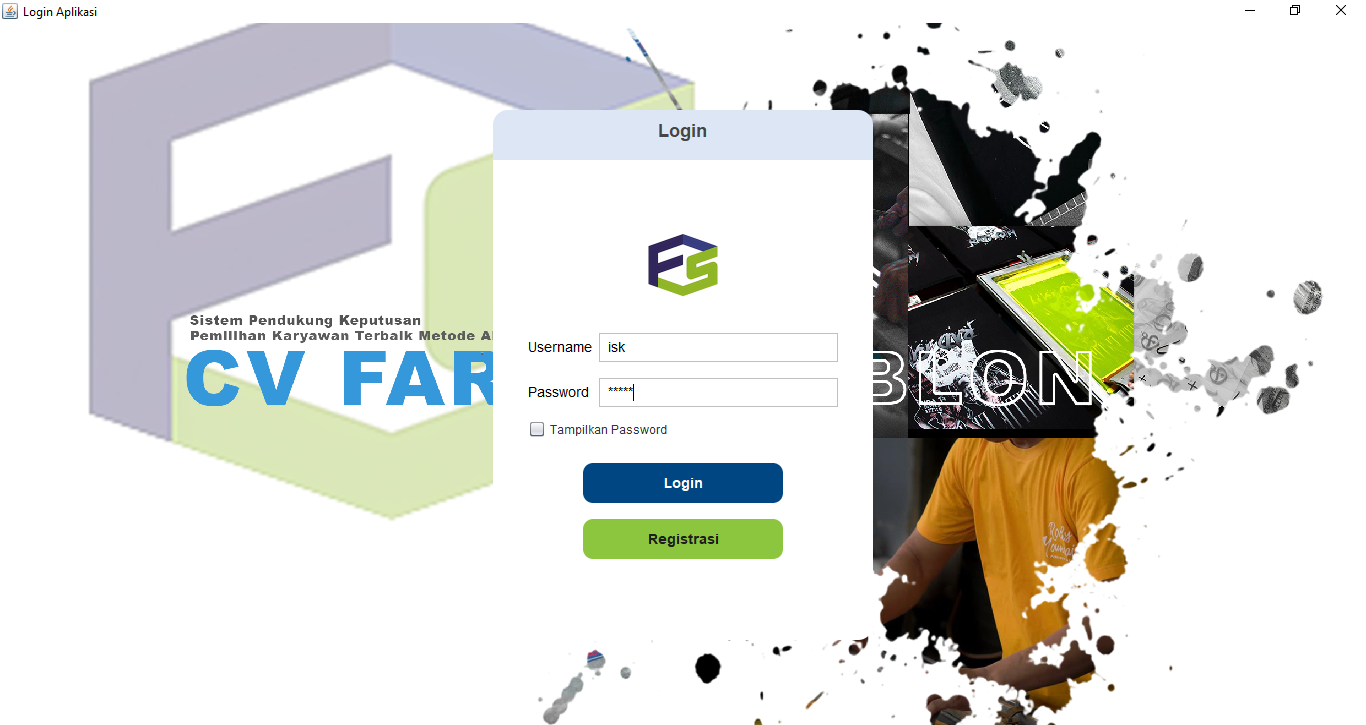 Login Aplikasi
Login
Sistem Pendukung Keputusan
Pemilihan Karyawan Terbaik Metode
CV FAR
BLON
Username isk
Password *****
Tampilkan Password
Login
Registrasi